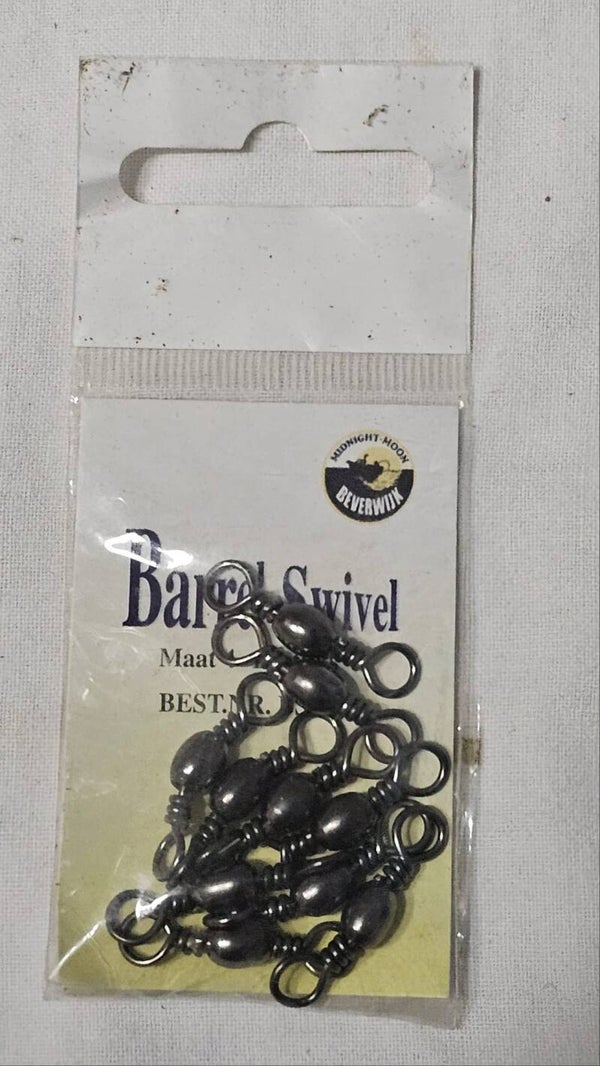 MIDNIGHT-MOON
BEVERWIJK
Barrel Swivel
Maat
BEST.NR.